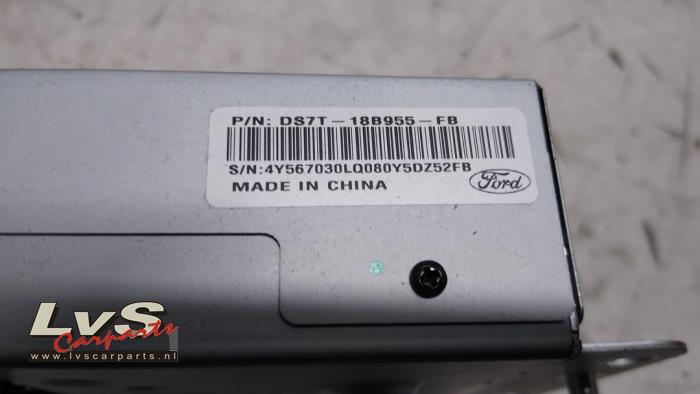 P/N: DS7T-18B955-FB
S/N:4Y567030LQ080Y5DZ52FB
MADE IN CHINA
Ford
LvS
Carparts
www.lvscarparts.nl